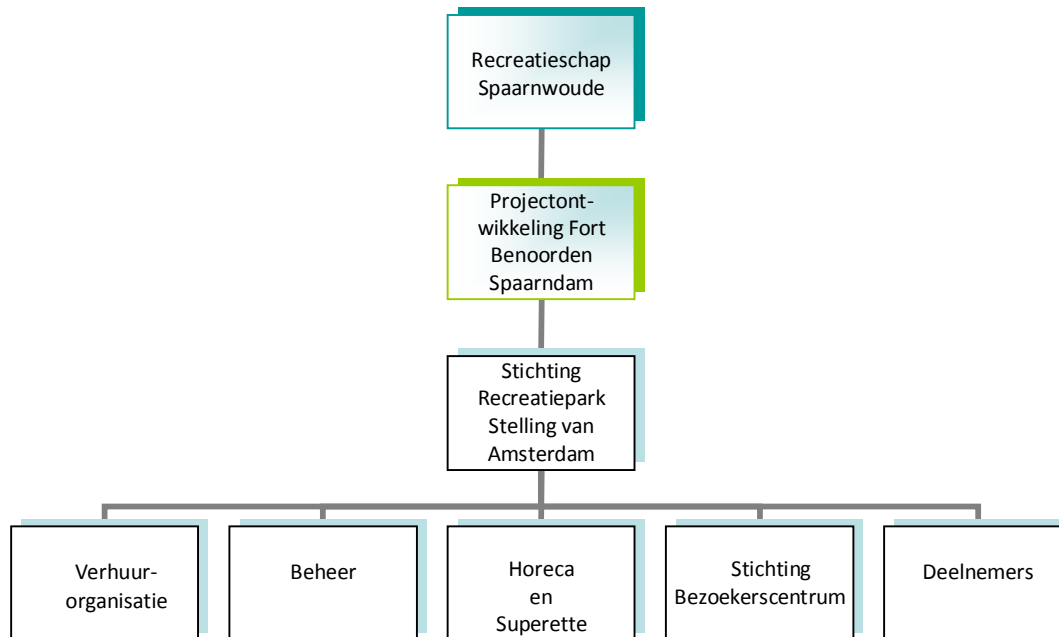 Recreatieschap
Spaarnwoude
Projectont-
wikkeling Fort
Benoorden
Spaarndam
Stichting
Recreatiepark
Stelling van
Amsterdam
Verhuur-
organisatie
Beheer
Horeca
en
Superette
Stichting
Bezoekerscentrum
Deelnemers